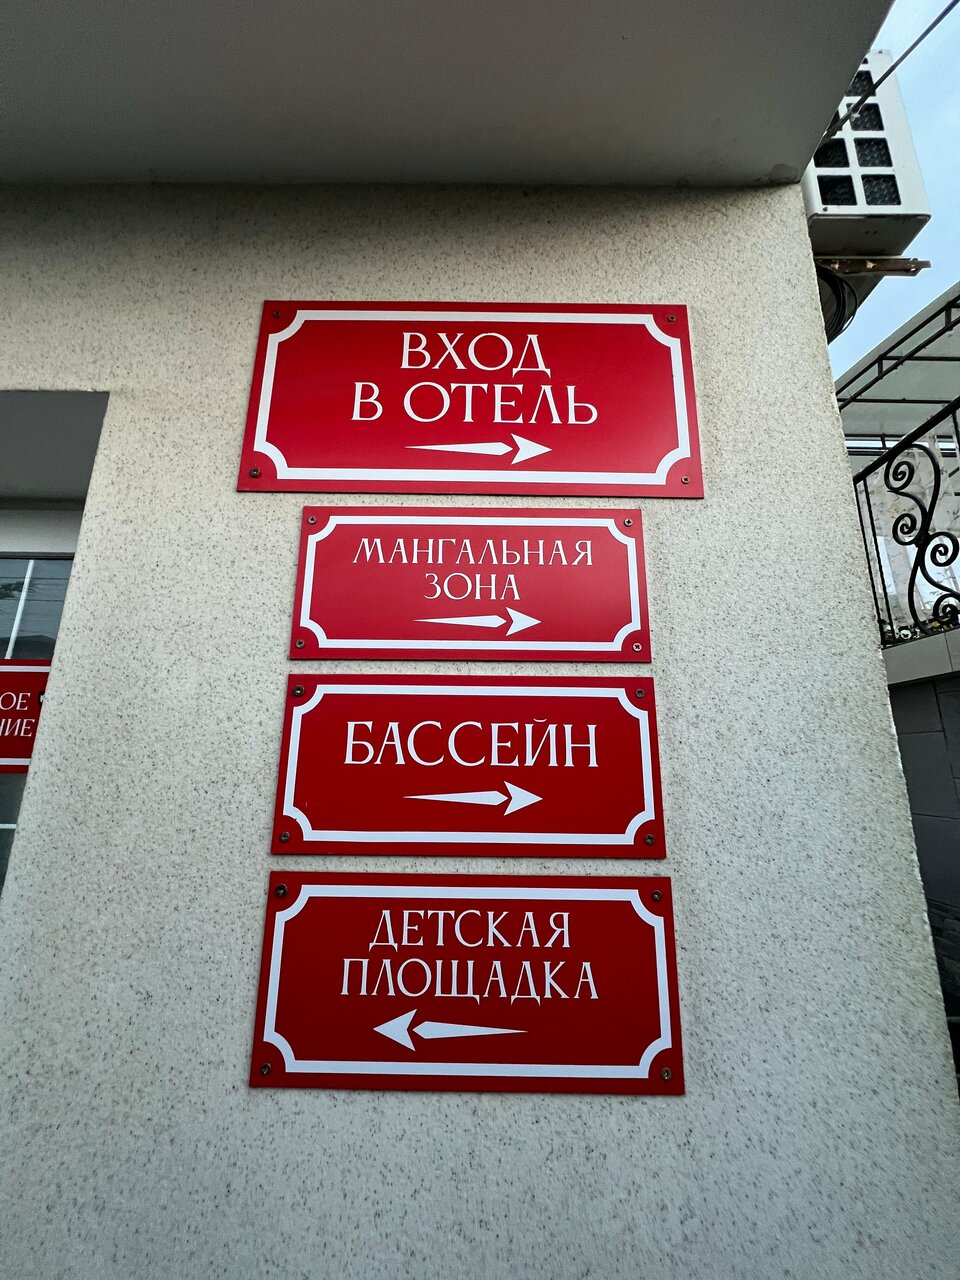 ВХОД
В ОТЕЛЬ
МАНГАЛЬНАЯ
ЗОНА
БАССЕЙН
ДЕТСКАЯ
ПЛОЩАДКА